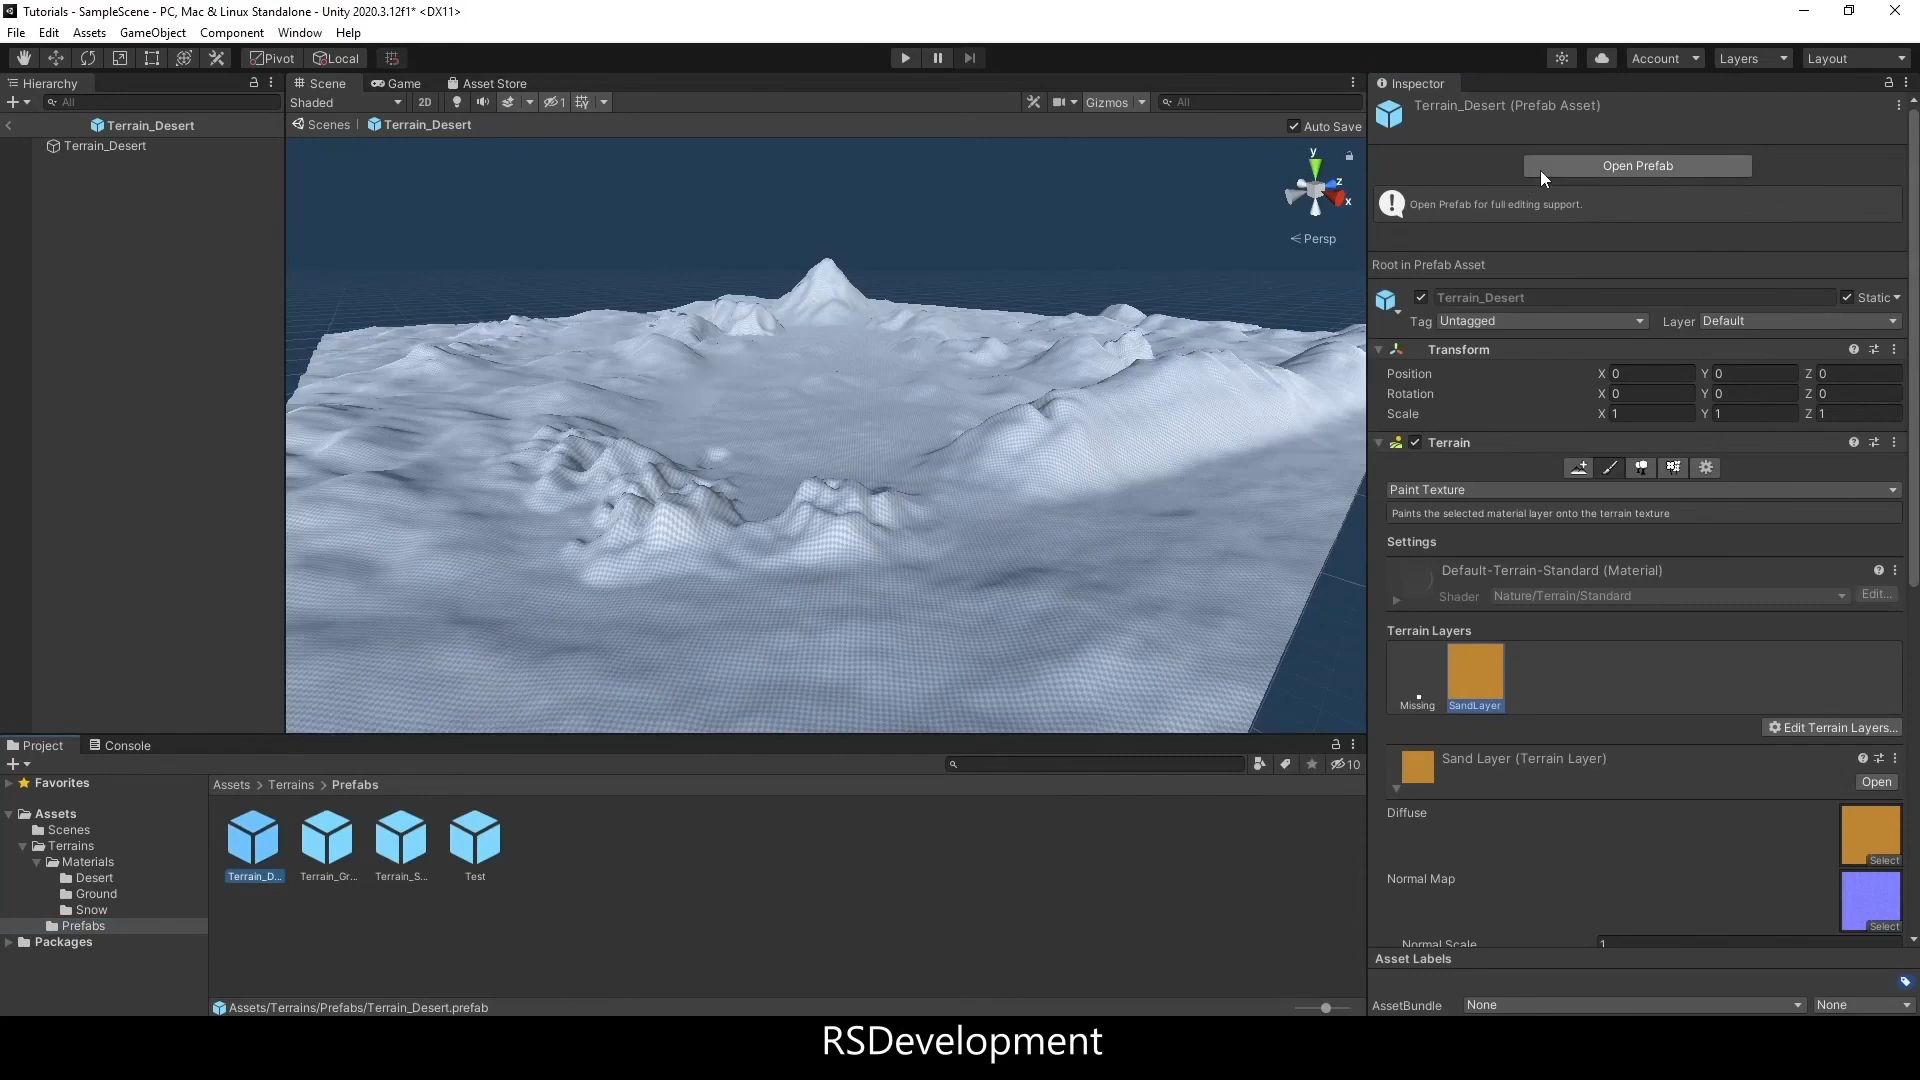 Tutorials - SampleScene - PC, Mac & Linux Standalone - Unity 2020.3.12f1* <DX11>
File Edit Assets GameObject Component Window Help
Pivot Local Account Layers Layout
Hierarchy
All
Terrain_Desert
Terrain_Desert
Scene Game Asset Store
Shaded 2D 1 Gizmos All
Scenes Terrain_Desert Auto Save
y
z
x
Persp
Inspector
Terrain_Desert (Prefab Asset)
Open Prefab
Open Prefab for full editing support.
Root in Prefab Asset
Terrain_Desert Static
Tag Untagged Layer Default
Transform
Position X 0 Y 0 Z 0
Rotation X 0 Y 0 Z 0
Scale X 1 Y 1 Z 1
Terrain
Paint Texture
Paints the selected material layer onto the terrain texture
Settings
Default-Terrain-Standard (Material)
Shader Nature/Terrain/Standard Edit...
Terrain Layers
Missing SandLayer
Edit Terrain Layers...
Sand Layer (Terrain Layer)
Open
Diffuse
Select
Normal Map
Select
Normal Scale 1
Asset Labels
AssetBundle None None
Project Console
10
Favorites
Assets
Scenes
Terrains
Materials
Desert
Ground
Snow
Prefabs
Packages
Assets > Terrains > Prefabs
Terrain_D... Terrain_Gr... Terrain_S... Test
Assets/Terrains/Prefabs/Terrain_Desert.prefab
RSDevelopment